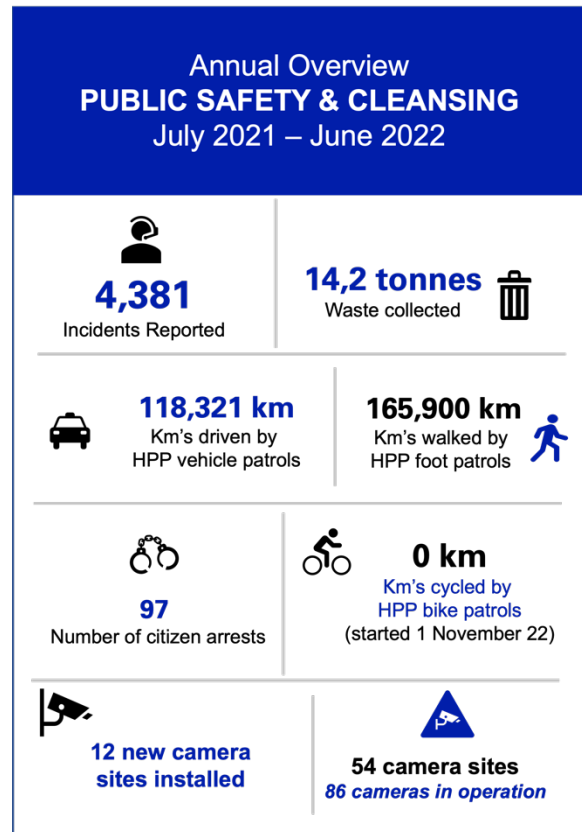 Annual Overview
PUBLIC SAFETY & CLEANSING
July 2021 – June 2022
4,381
Incidents Reported
14,2 tonnes
Waste collected
118,321 km
Km's driven by
HPP vehicle patrols
165,900 km
Km's walked by
HPP foot patrols
97
Number of citizen arrests
0 km
Km's cycled by
HPP bike patrols
(started 1 November 22)
12 new camera
sites installed
54 camera sites
86 cameras in operation